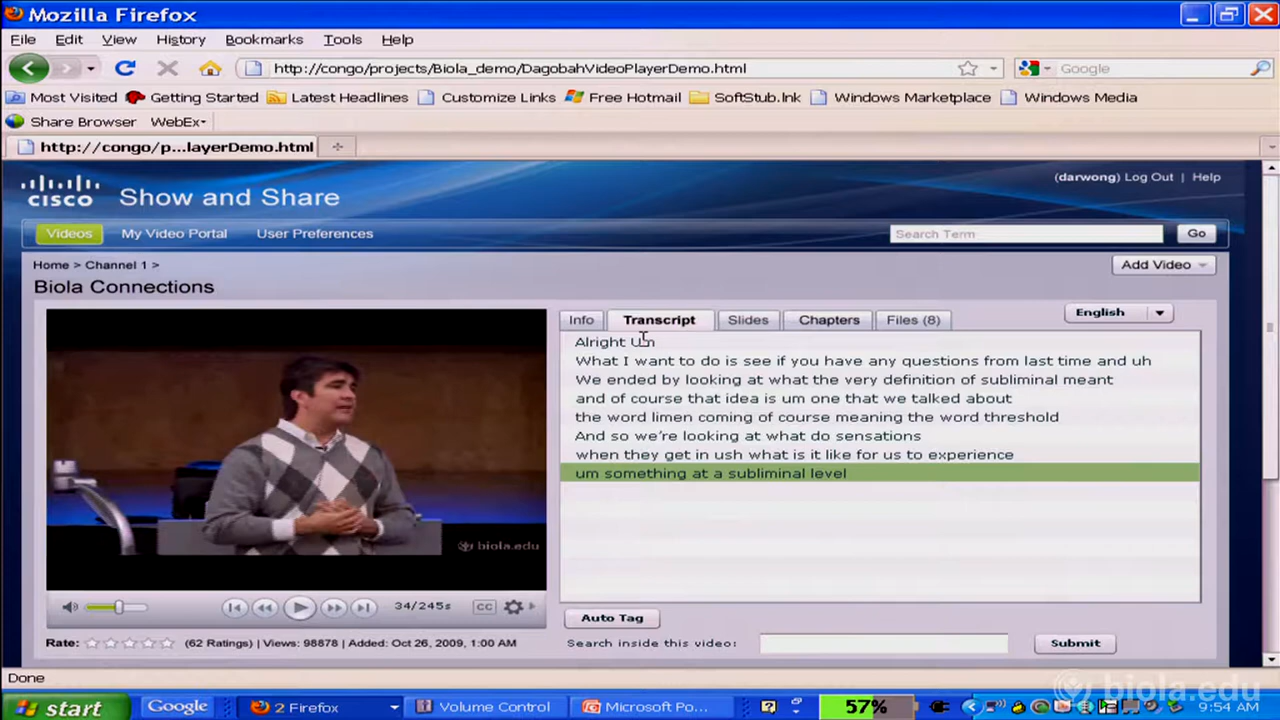 Mozilla Firefox
File Edit View History Bookmarks Tools Help
http://congo/projects/Biola_demo/DagobahVideoPlayerDemo.html
Google
Most Visited Getting Started Latest Headlines Customize Links Free Hotmail SoftStub.lnk Windows Marketplace Windows Media
Share Browser WebEx
http://congo/p...layerDemo.html
CISCO Show and Share
(darwong) Log Out | Help
Videos My Video Portal User Preferences
Search Term Go
Home > Channel 1 >
Add Video
Biola Connections
English
Info Transcript Slides Chapters Files (8)
Alright Um
What I want to do is see if you have any questions from last time and uh
We ended by looking at what the very definition of subliminal meant
and of course that idea is um one that we talked about
the word limen coming of course meaning the word threshold
And so we're looking at what do sensations
when they get in ush what is it like for us to experience
um something at a subliminal level
biola.edu
34/245s CC
Auto Tag
Rate: (62 Ratings) | Views: 98878 | Added: Oct 26, 2009, 1:00 AM
Search inside this video: Submit
Done
biola.edu
start Google 2 Firefox Volume Control Microsoft Po... 57% 9:54 AM